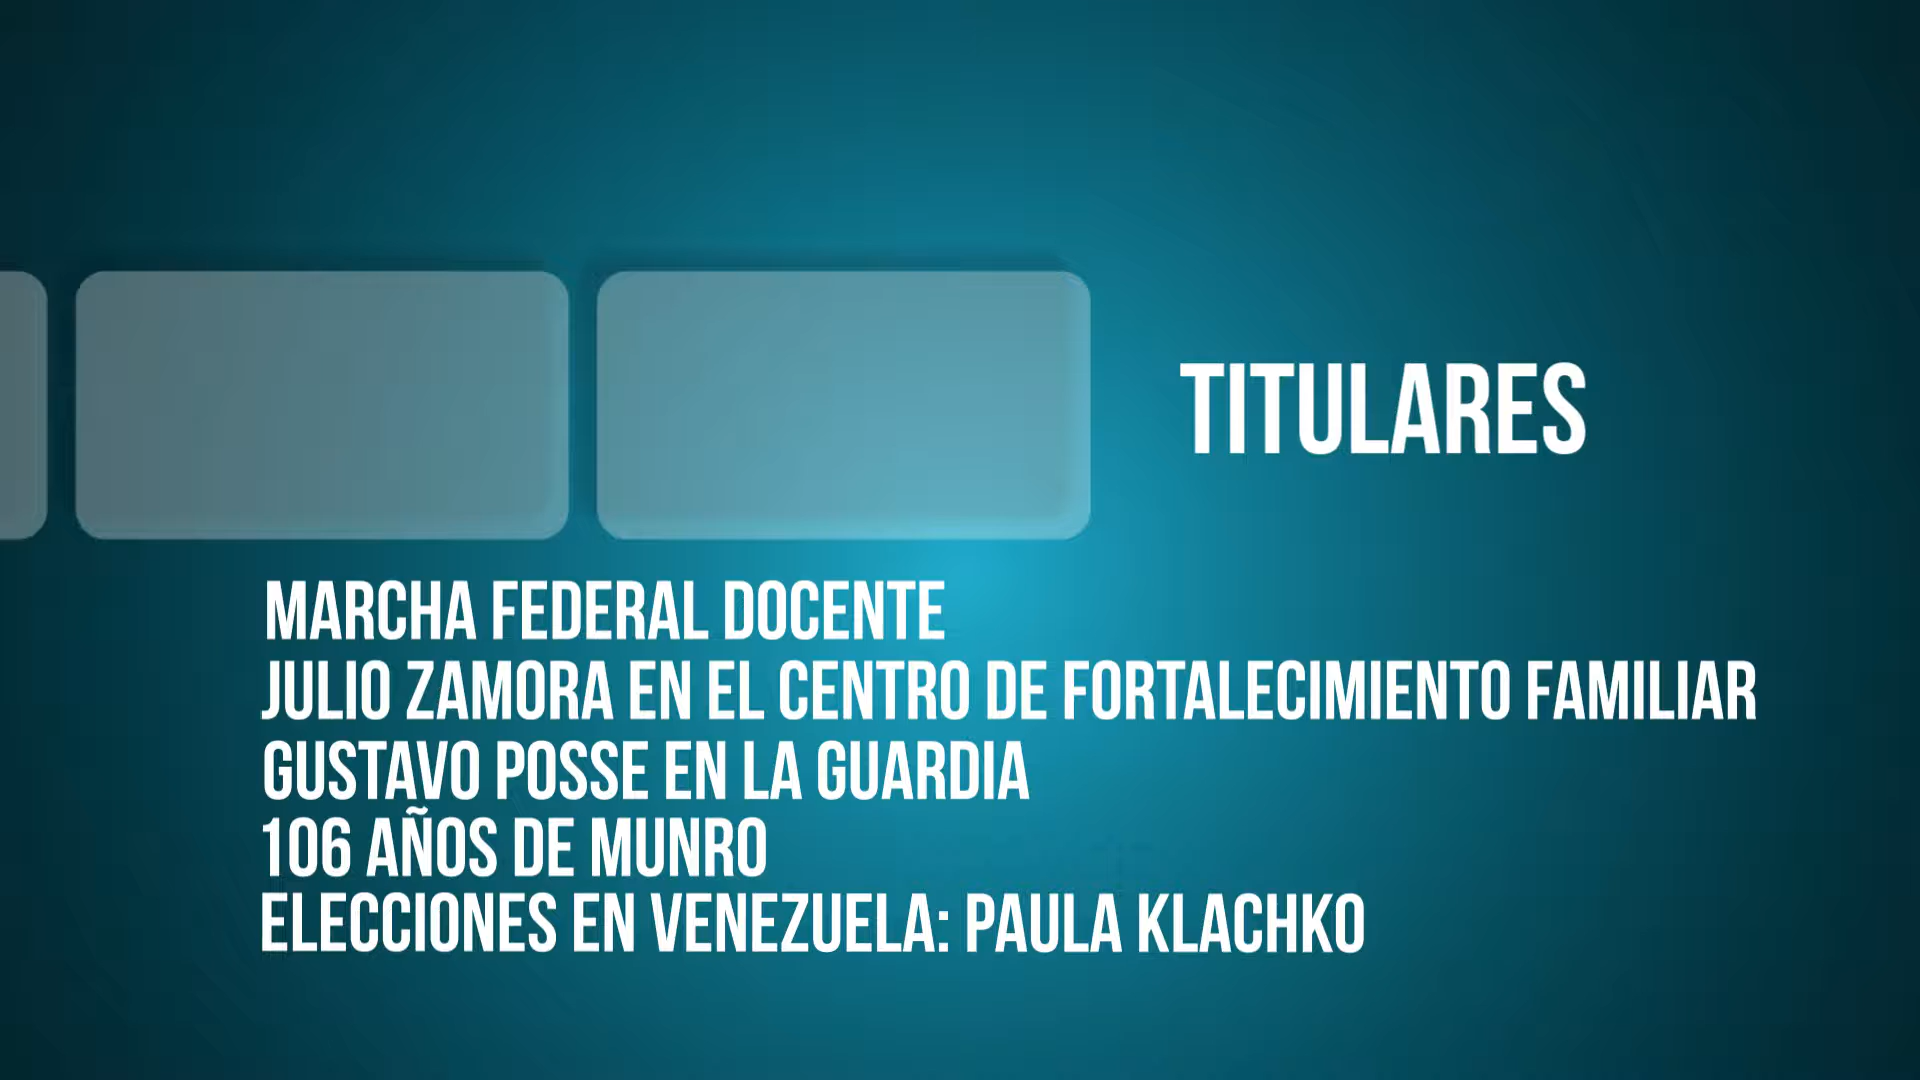 TITULARES
MARCHA FEDERAL DOCENTE
JULIO ZAMORA EN EL CENTRO DE FORTALECIMIENTO FAMILIAR
GUSTAVO POSSE EN LA GUARDIA
106 AÑOS DE MUNRO
ELECCIONES EN VENEZUELA: PAULA KLACHKO